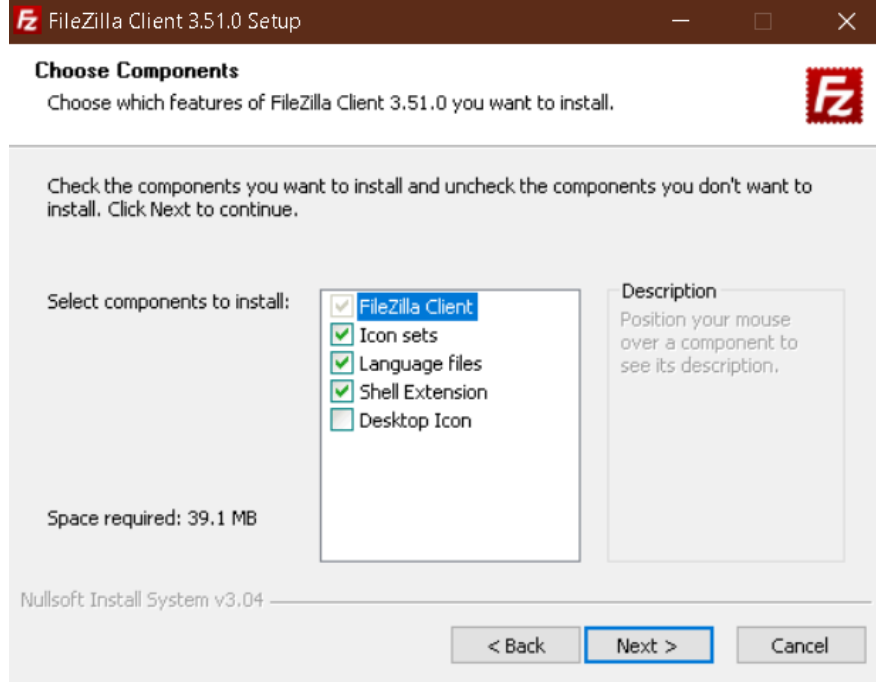 FileZilla Client 3.51.0 Setup
Choose Components
Choose which features of FileZilla Client 3.51.0 you want to install.
Check the components you want to install and uncheck the components you don't want to
install. Click Next to continue.
Select components to install:
FileZilla Client
Icon sets
Language files
Shell Extension
Desktop Icon
Description
Position your mouse
over a component to
see its description.
Space required: 39.1 MB
Nullsoft Install System v3.04
< Back
Next >
Cancel